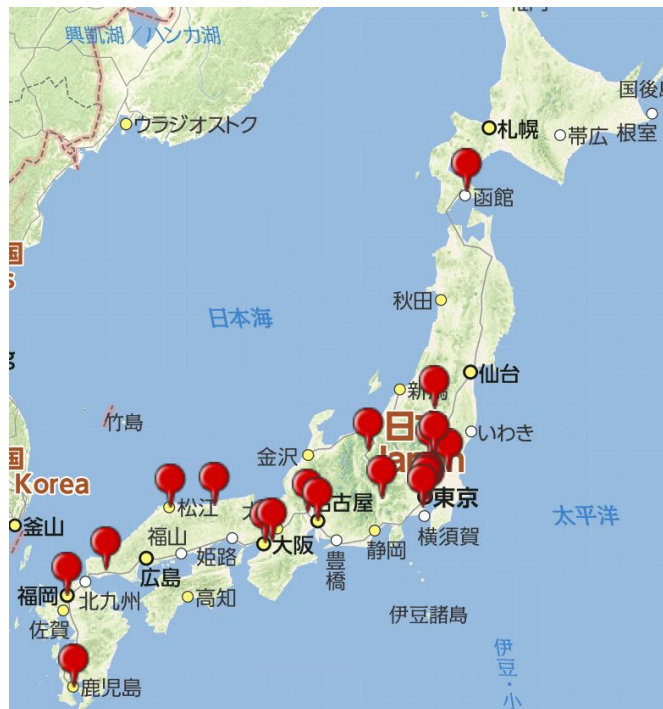 興凱湖/ハンカ湖
国後島
ウラジオストク
札幌
帯広
根室
函館
国
秋田
日本海
仙台
新潟
竹島
日本
いわき
Japan
金沢
国
Korea
松江
名古屋
東京
釜山
福山
姫路
大阪
横須賀
太平洋
広島
豊橋
静岡
福岡
北九州
高知
佐賀
伊豆諸島
鹿児島
伊豆・小